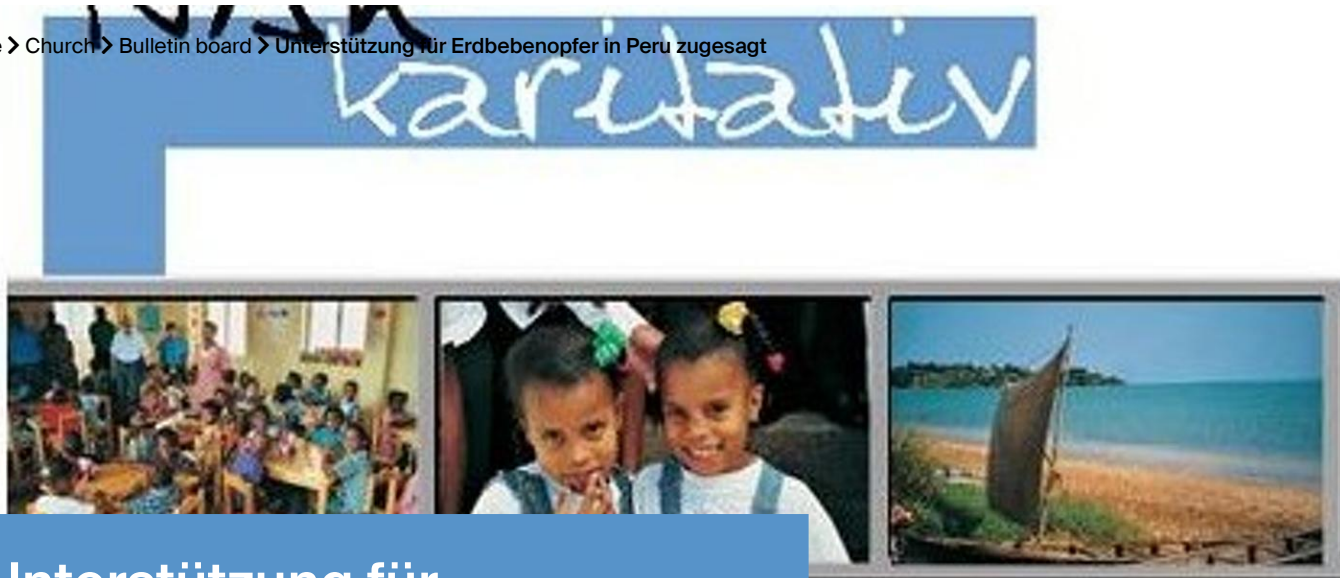 > Church > Bulletin board > Unterstützung für Erdbebenopfer in Peru zugesagt
karitativ
Unterstützung für